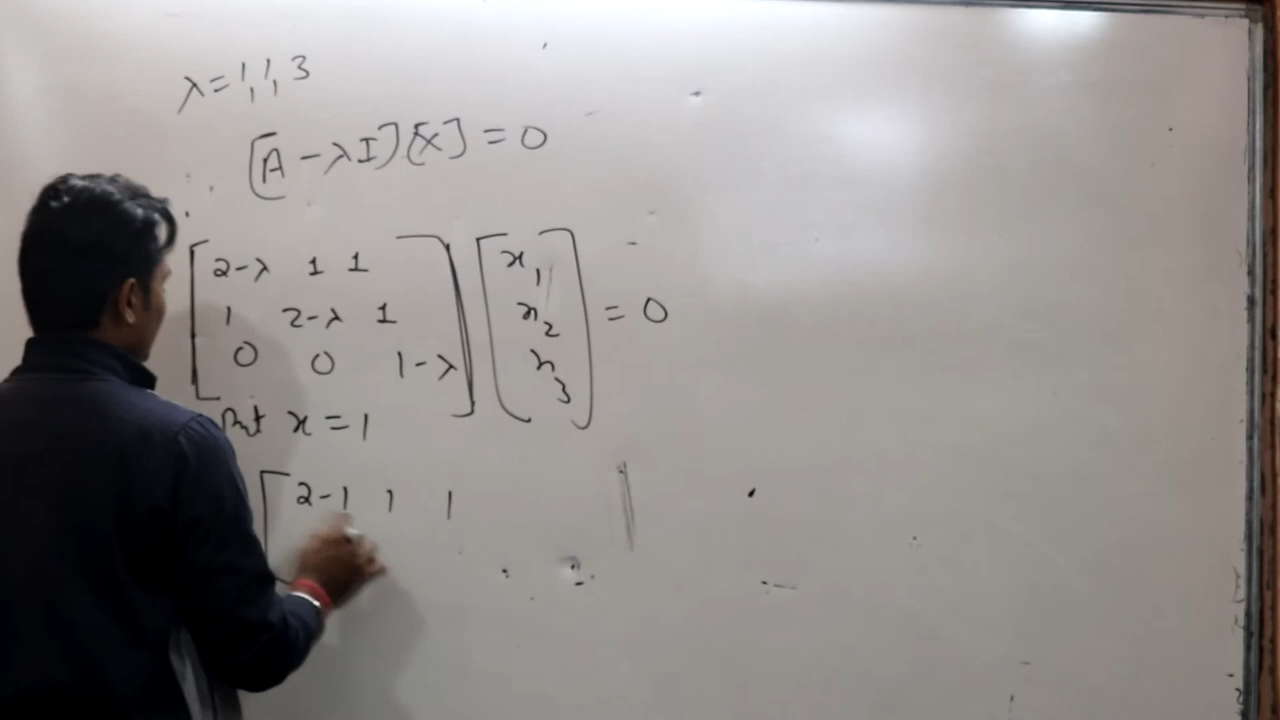 λ = 1, 1, 3
∴ [A - λI][X] = 0
[2-λ 1 1
1 2-λ 1
0 0 1-λ] [x1
x2
x3] = 0
Put x = 1
[2-1 1 1